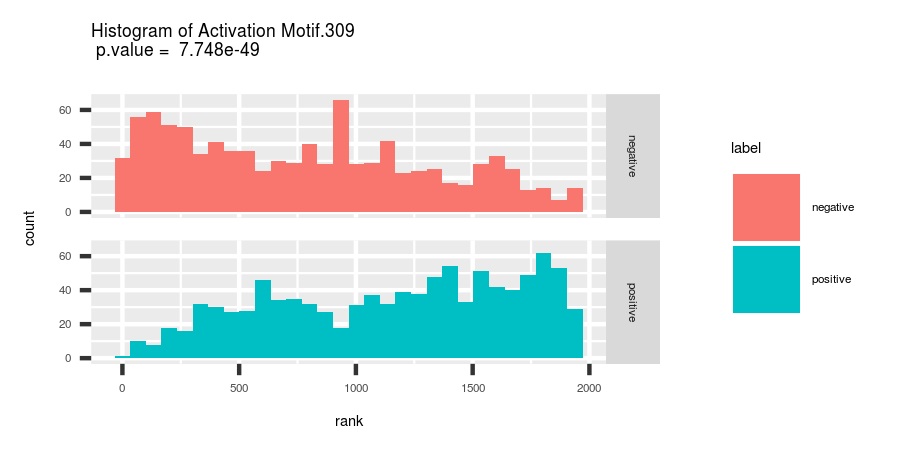 Histogram of Activation Motif.309
p.value = 7.748e-49
count
60
40
20
0
negative
60
40
20
0
positive
0 500 1000 1500 2000
rank
label
negative
positive